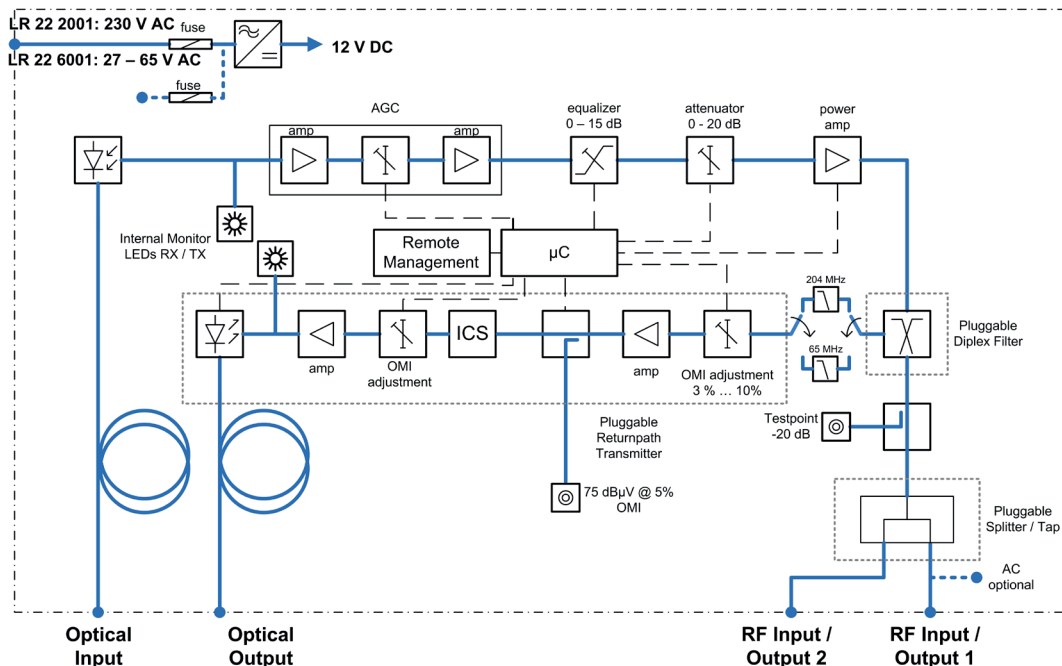 LR 22 2001: 230 V AC
fuse
12 V DC
LR 22 6001: 27 – 65 V AC
fuse
AGC
amp
amp
equalizer
0 – 15 dB
attenuator
0 - 20 dB
power
amp
Internal Monitor
LEDs RX / TX
Remote
Management
µC
204 MHz
65 MHz
Pluggable
Diplex Filter
amp
OMI
adjustment
ICS
amp
OMI adjustment
3 % ... 10%
Pluggable
Returnpath
Transmitter
Testpoint
-20 dB
75 dBµV @ 5%
OMI
Pluggable
Splitter / Tap
AC
optional
Optical
Input
Optical
Output
RF Input /
Output 2
RF Input /
Output 1